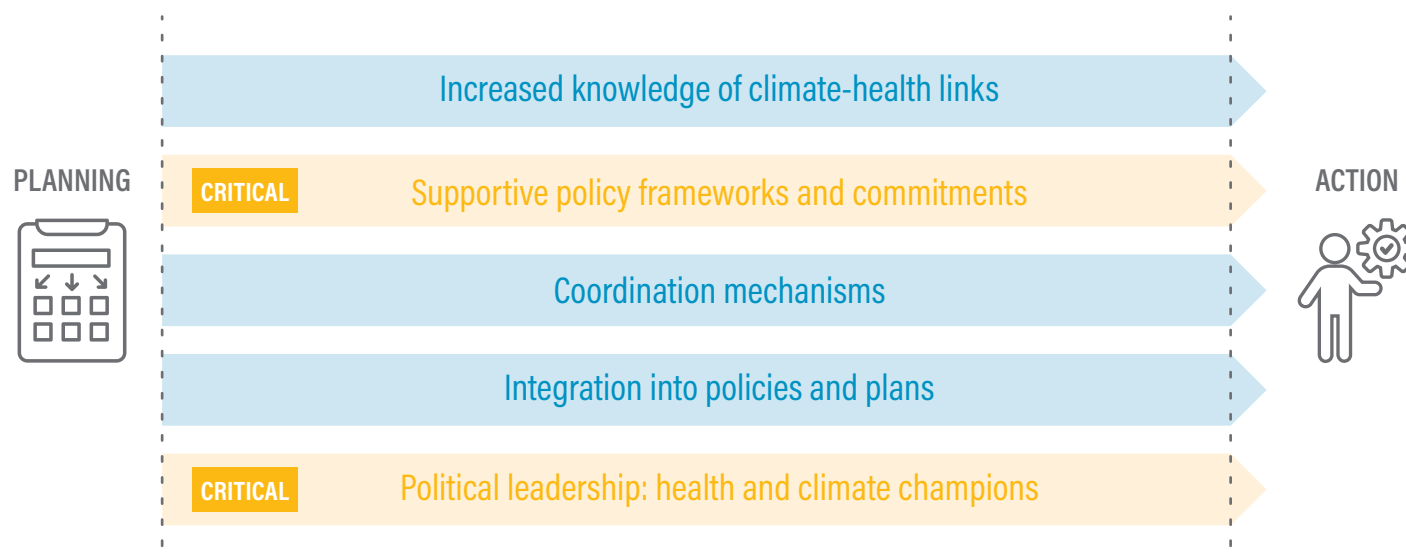 Increased knowledge of climate-health links
PLANNING
CRITICAL
Supportive policy frameworks and commitments
ACTION
Coordination mechanisms
Integration into policies and plans
CRITICAL
Political leadership: health and climate champions